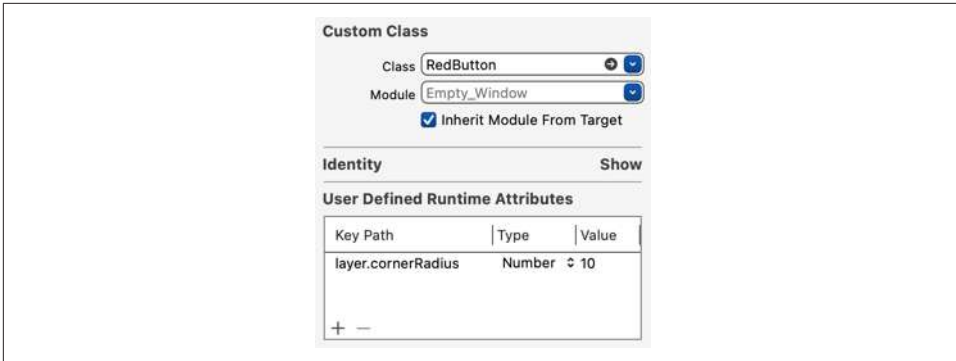 Custom Class
Class RedButton
Module Empty_Window
Inherit Module From Target
Identity Show
User Defined Runtime Attributes
Key Path Type Value
layer.cornerRadius Number 10
+ −